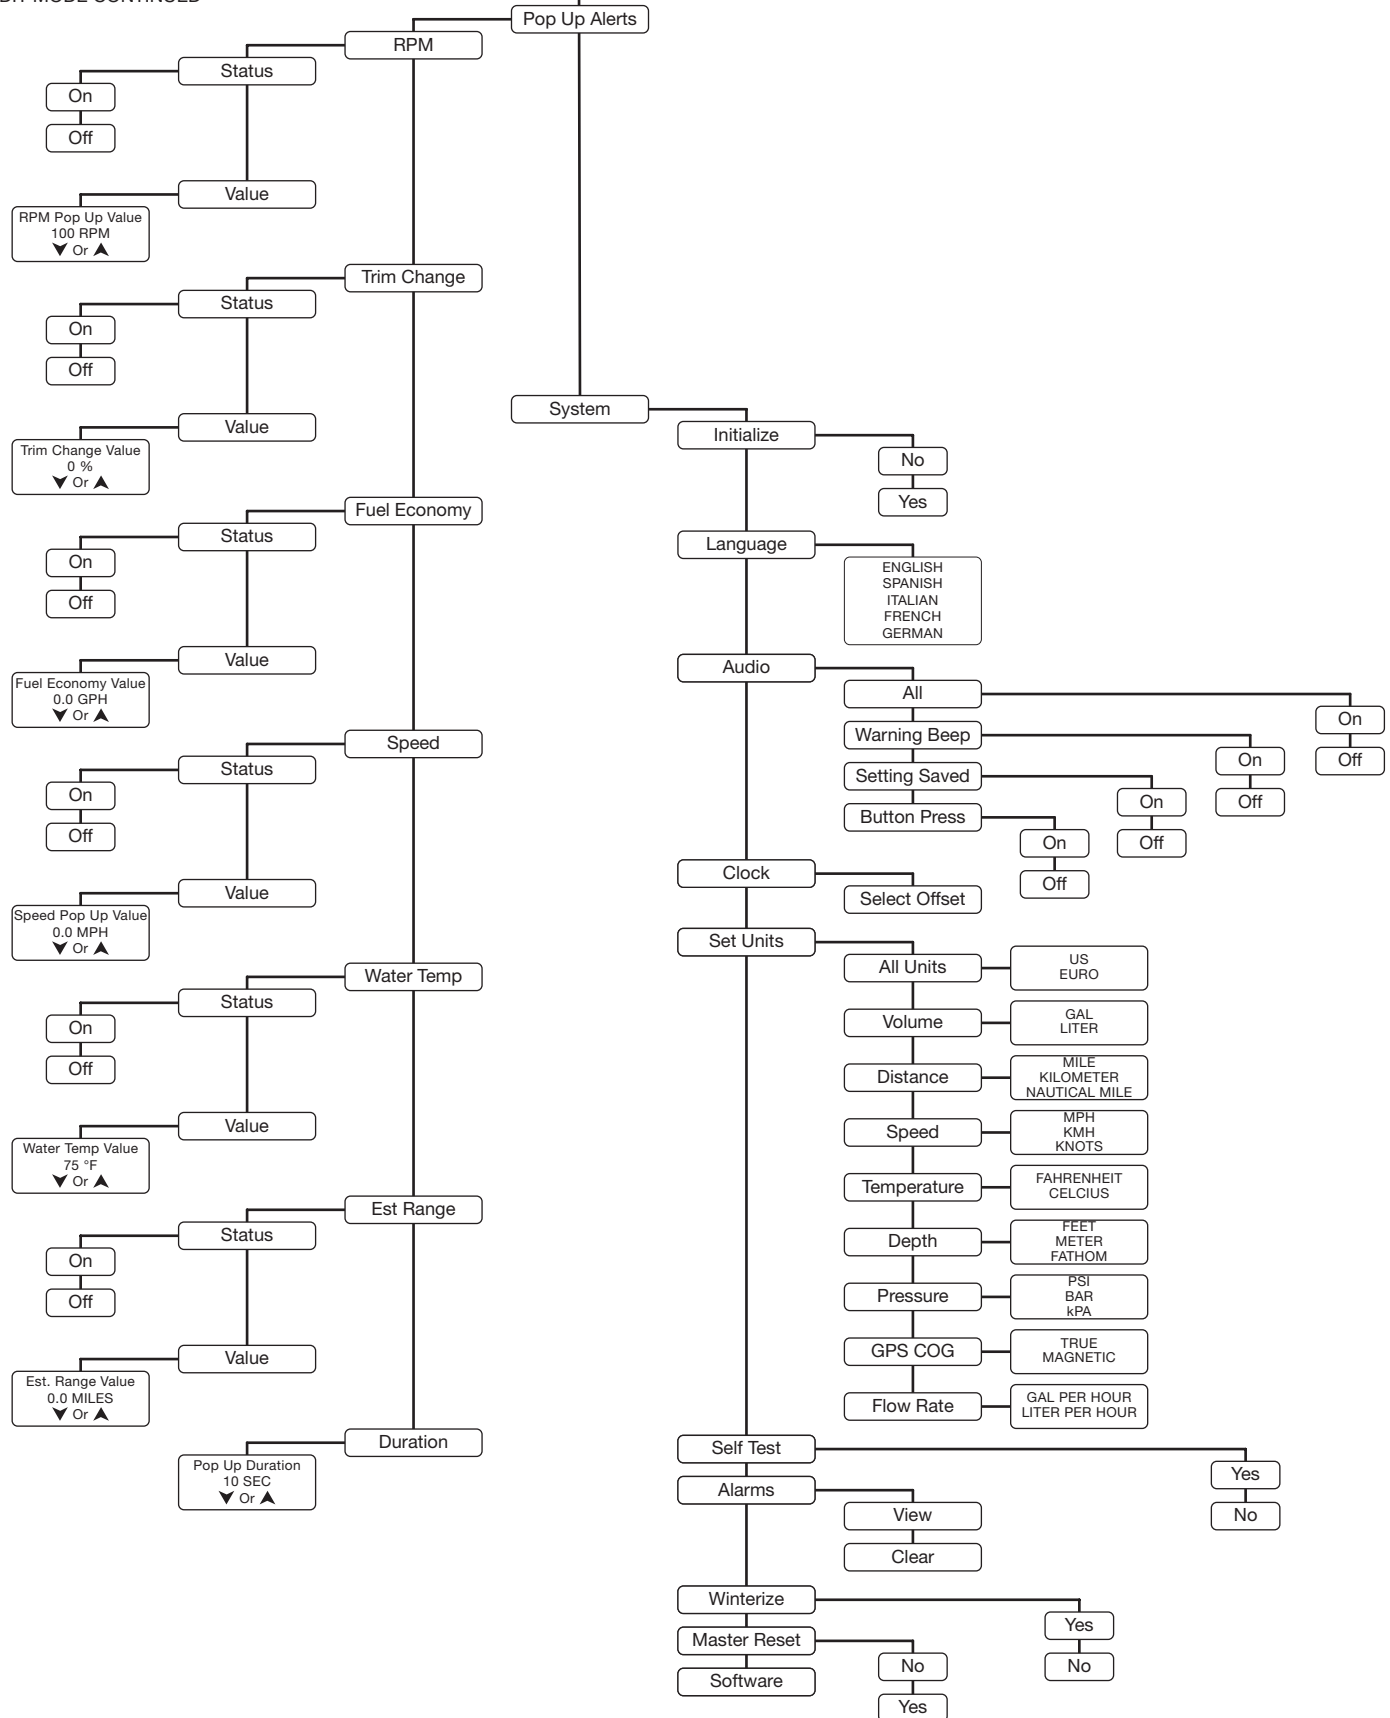 Pop Up Alerts
RPM
Status
On
Off
Value
RPM Pop Up Value
100 RPM
Or
Trim Change
Status
On
Off
Value
Trim Change Value
0 %
Or
Fuel Economy
Status
On
Off
Value
Fuel Economy Value
0.0 GPH
Or
Speed
Status
On
Off
Value
Speed Pop Up Value
0.0 MPH
Or
Water Temp
Status
On
Off
Value
Water Temp Value
75 °F
Or
Est Range
Status
On
Off
Value
Est. Range Value
0.0 MILES
Or
Duration
Pop Up Duration
10 SEC
Or
System
Initialize
No
Yes
Language
ENGLISH
SPANISH
ITALIAN
FRENCH
GERMAN
Audio
All
On
Off
Warning Beep
On
Off
Setting Saved
On
Off
Button Press
On
Off
Clock
Select Offset
Set Units
All Units
US
EURO
Volume
GAL
LITER
Distance
MILE
KILOMETER
NAUTICAL MILE
Speed
MPH
KMH
KNOTS
Temperature
FAHRENHEIT
CELCIUS
Depth
FEET
METER
FATHOM
Pressure
PSI
BAR
kPA
GPS COG
TRUE
MAGNETIC
Flow Rate
GAL PER HOUR
LITER PER HOUR
Self Test
Yes
No
Alarms
View
Clear
Winterize
Yes
No
Master Reset
No
Yes
Software